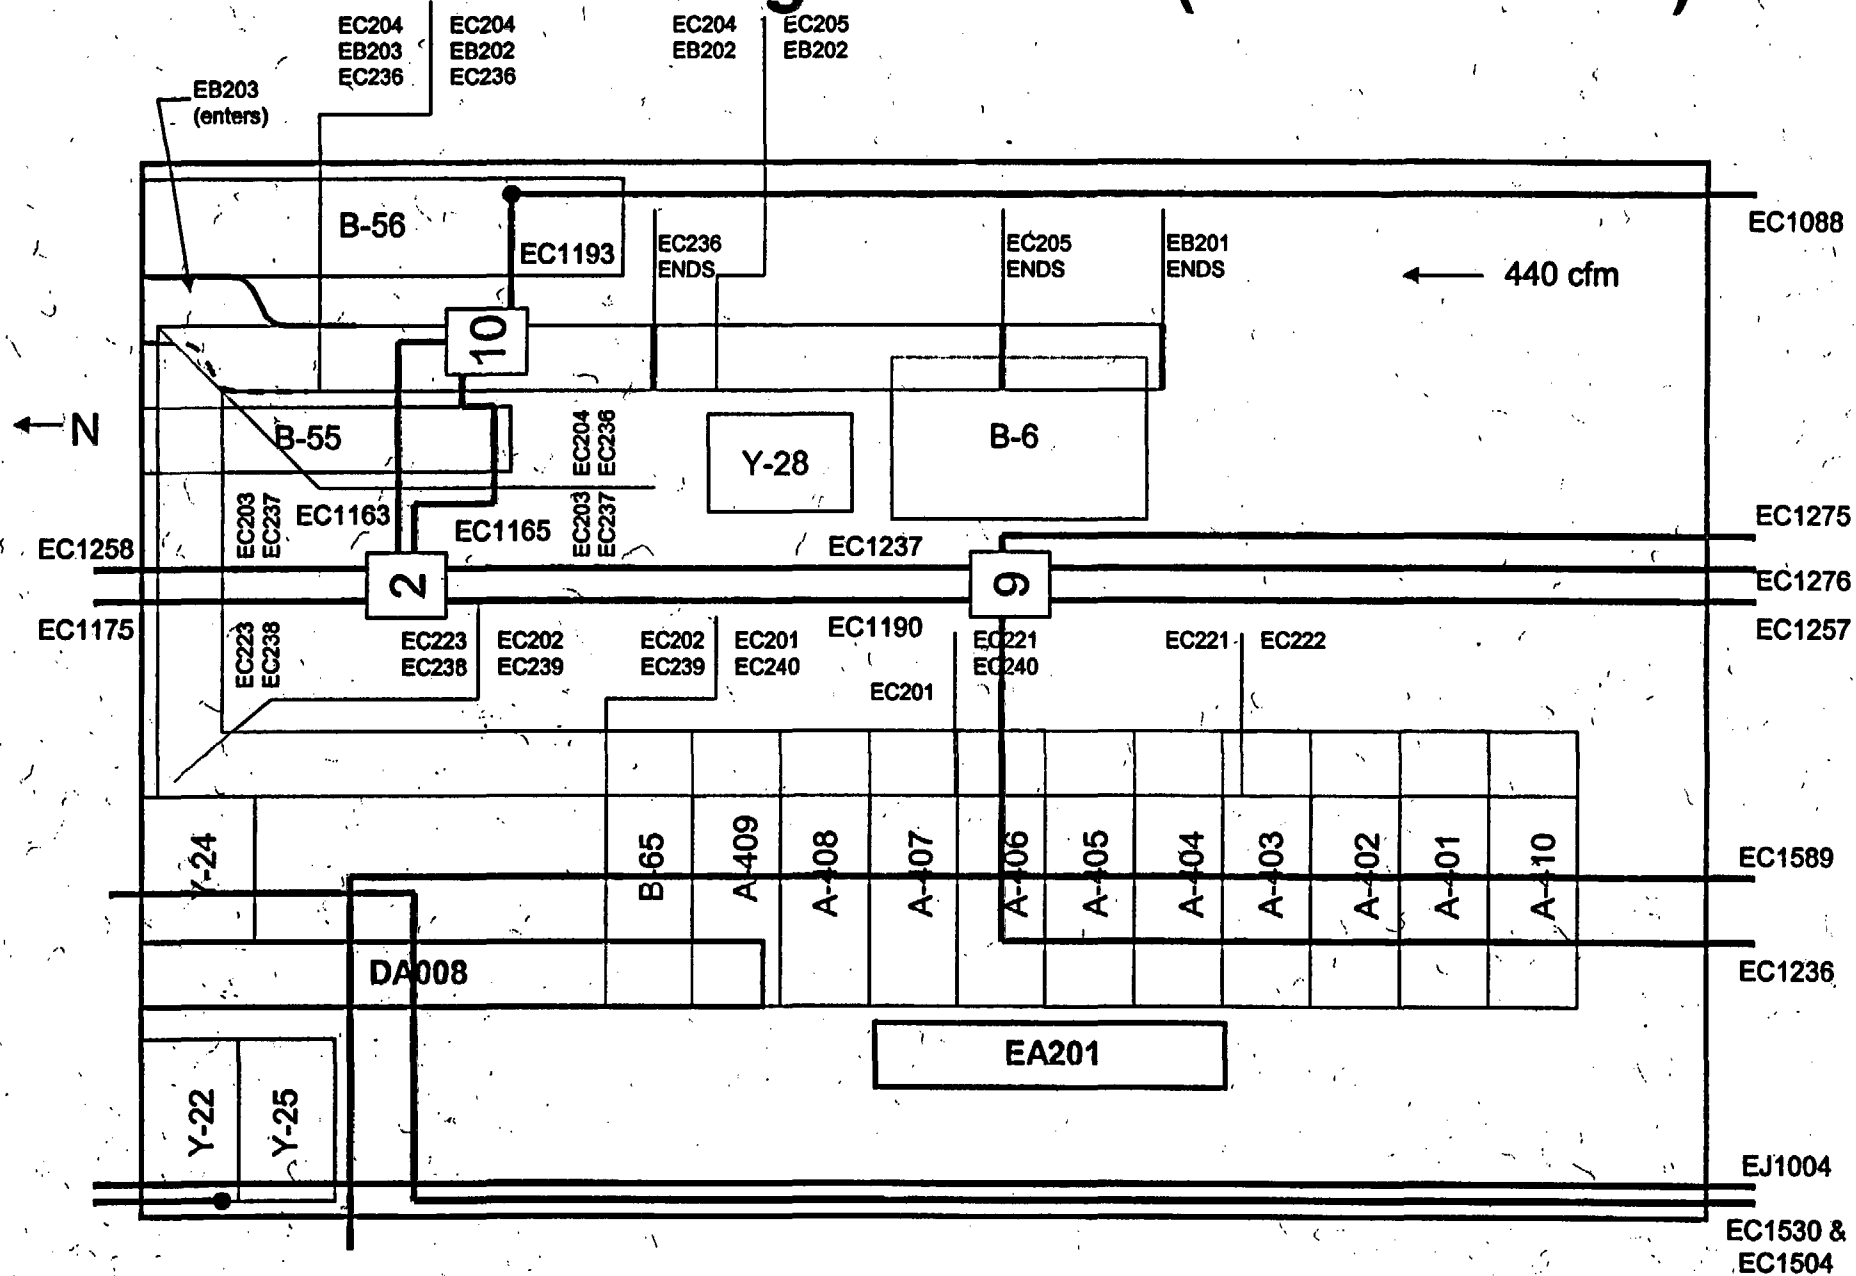 EC204 EC204 EC204 EC205
EB203 EB202 EB202 EB202
EC236 EC236
EB203
(enters)
B-56
EC1193
EC236
ENDS
EC205
ENDS
EB201
ENDS
EC1088
440 cfm
10
N
B-55
EC204
EC236
Y-28
B-6
EC203
EC237
EC1163
EC1165
EC203
EC237
EC1237
EC1275
EC1258
2
9
EC1276
EC1175
EC223
EC238
EC223
EC238
EC202
EC239
EC202
EC239
EC201
EC240
EC1190
EC221
EC240
EC201
EC221
EC222
EC1257
Y-24
B-65
A-409
A-408
A-407
A-406
A-405
A-404
A-403
A-402
A-401
A-410
EC1589
DA008
EC1236
EA201
Y-22
Y-25
EJ1004
EC1530 &
EC1504